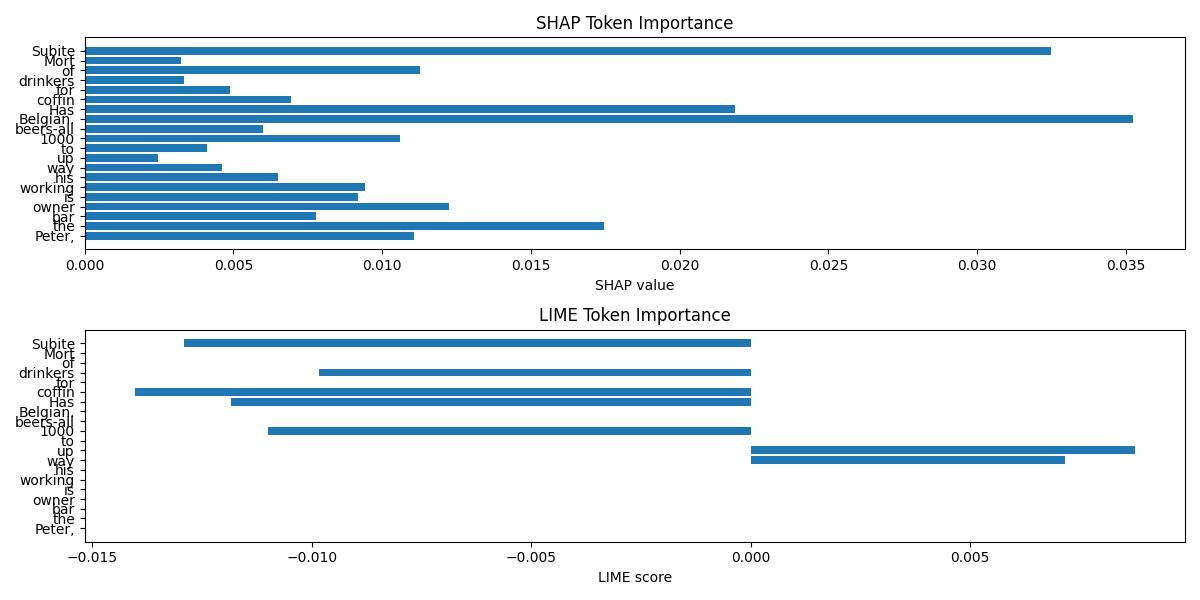 SHAP Token Importance
Subite
Mort
of
drinkers
for
coffin
Has
Belgian,
beers-all
1000
to
up
way
his
working
is
owner
bar
the
Peter,
0.000 0.005 0.010 0.015 0.020 0.025 0.030 0.035
SHAP value
LIME Token Importance
Subite
Mort
of
drinkers
for
coffin
Has
Belgian,
beers-all
1000
to
up
way
his
working
is
owner
bar
the
Peter,
−0.015 −0.010 −0.005 0.000 0.005
LIME score